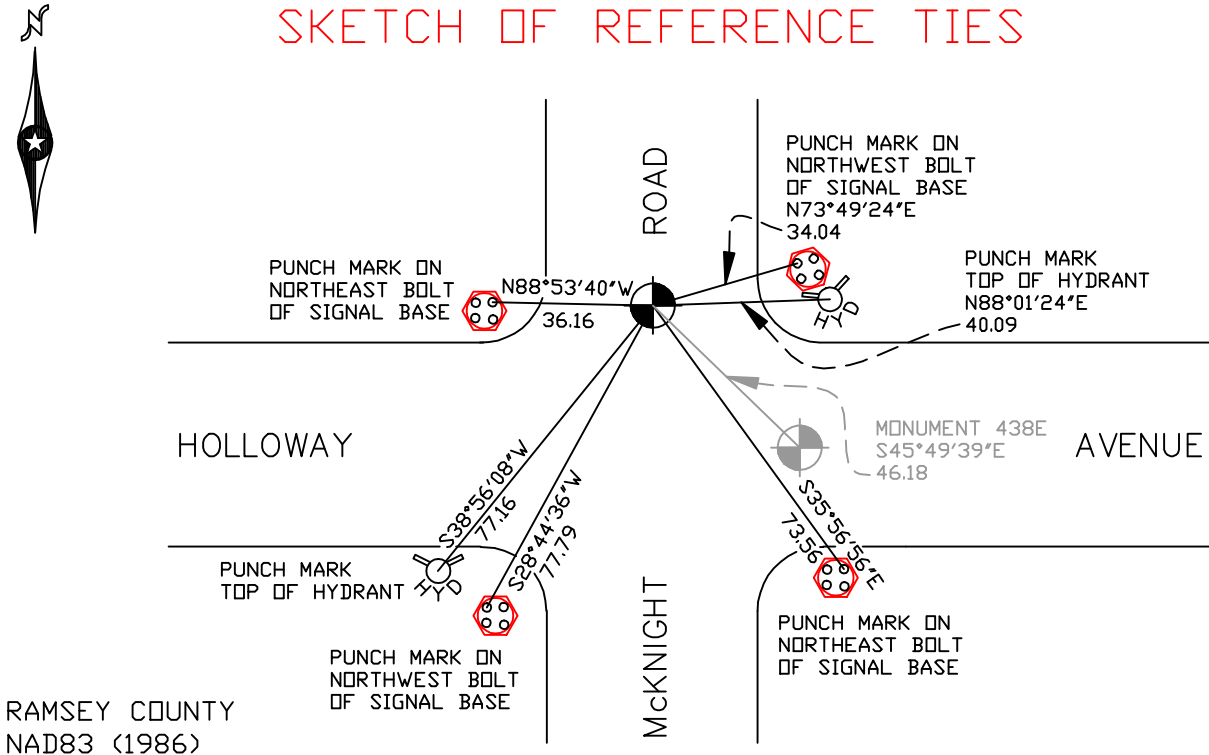 N
SKETCH OF REFERENCE TIES
PUNCH MARK ON
NORTHWEST BOLT
OF SIGNAL BASE
N73°49'24"E
34.04
ROAD
PUNCH MARK
TOP OF HYDRANT
N88°01'24"E
40.09
PUNCH MARK ON
NORTHEAST BOLT
OF SIGNAL BASE
N88°53'40"W
36.16
HYD
HOLLOWAY
MONUMENT 438E
S45°49'39"E
46.18
AVENUE
S38°56'08"W
77.16
S28°44'36"W
77.79
S35°56'56"E
73.56
PUNCH MARK
TOP OF HYDRANT
HYD
McKNIGHT
PUNCH MARK ON
NORTHEAST BOLT
OF SIGNAL BASE
PUNCH MARK ON
NORTHWEST BOLT
OF SIGNAL BASE
RAMSEY COUNTY
NAD83 (1986)